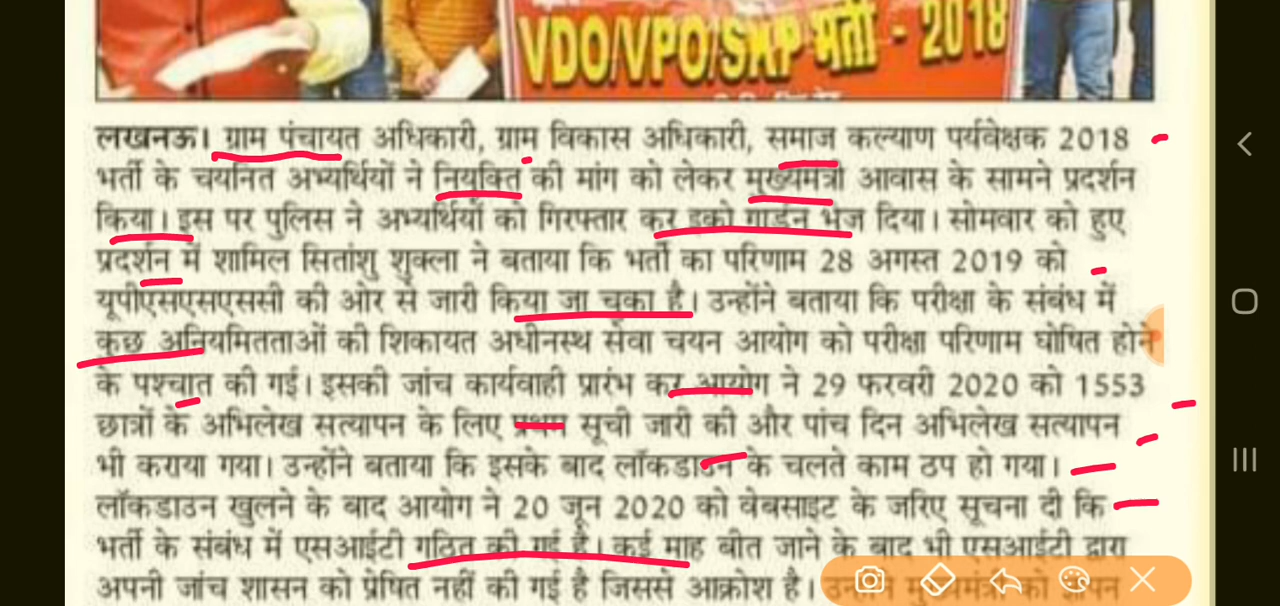 VDO/VPO/SKP भर्ती - 2018
लखनऊ। ग्राम पंचायत अधिकारी, ग्राम विकास अधिकारी, समाज कल्याण पर्यवेक्षक 2018
भर्ती के चयनित अभ्यर्थियों ने नियुक्ति की मांग को लेकर मुख्यमंत्री आवास के सामने प्रदर्शन
किया। इस पर पुलिस ने अभ्यर्थियों को गिरफ्तार कर इको गार्डन भेज दिया। सोमवार को हुए
प्रदर्शन में शामिल सितांशु शुक्ला ने बताया कि भर्ती का परिणाम 28 अगस्त 2019 को
यूपीएसएसएससी की ओर से जारी किया जा चुका है। उन्होंने बताया कि परीक्षा के संबंध में
कुछ अनियमितताओं की शिकायत अधीनस्थ सेवा चयन आयोग को परीक्षा परिणाम घोषित होने
के पश्चात की गई। इसकी जांच कार्यवाही प्रारंभ कर आयोग ने 29 फरवरी 2020 को 1553
छात्रों के अभिलेख सत्यापन के लिए प्रथम सूची जारी की और पांच दिन अभिलेख सत्यापन
भी कराया गया। उन्होंने बताया कि इसके बाद लॉकडाउन के चलते काम ठप हो गया।
लॉकडाउन खुलने के बाद आयोग ने 20 जून 2020 को वेबसाइट के जरिए सूचना दी कि
भर्ती के संबंध में एसआईटी गठित की गई है। कई माह बीत जाने के बाद भी एसआईटी द्वारा
अपनी जांच शासन को प्रेषित नहीं की गई है जिससे आक्रोश है। उन्होंने मुख्यमंत्री को ज्ञापन